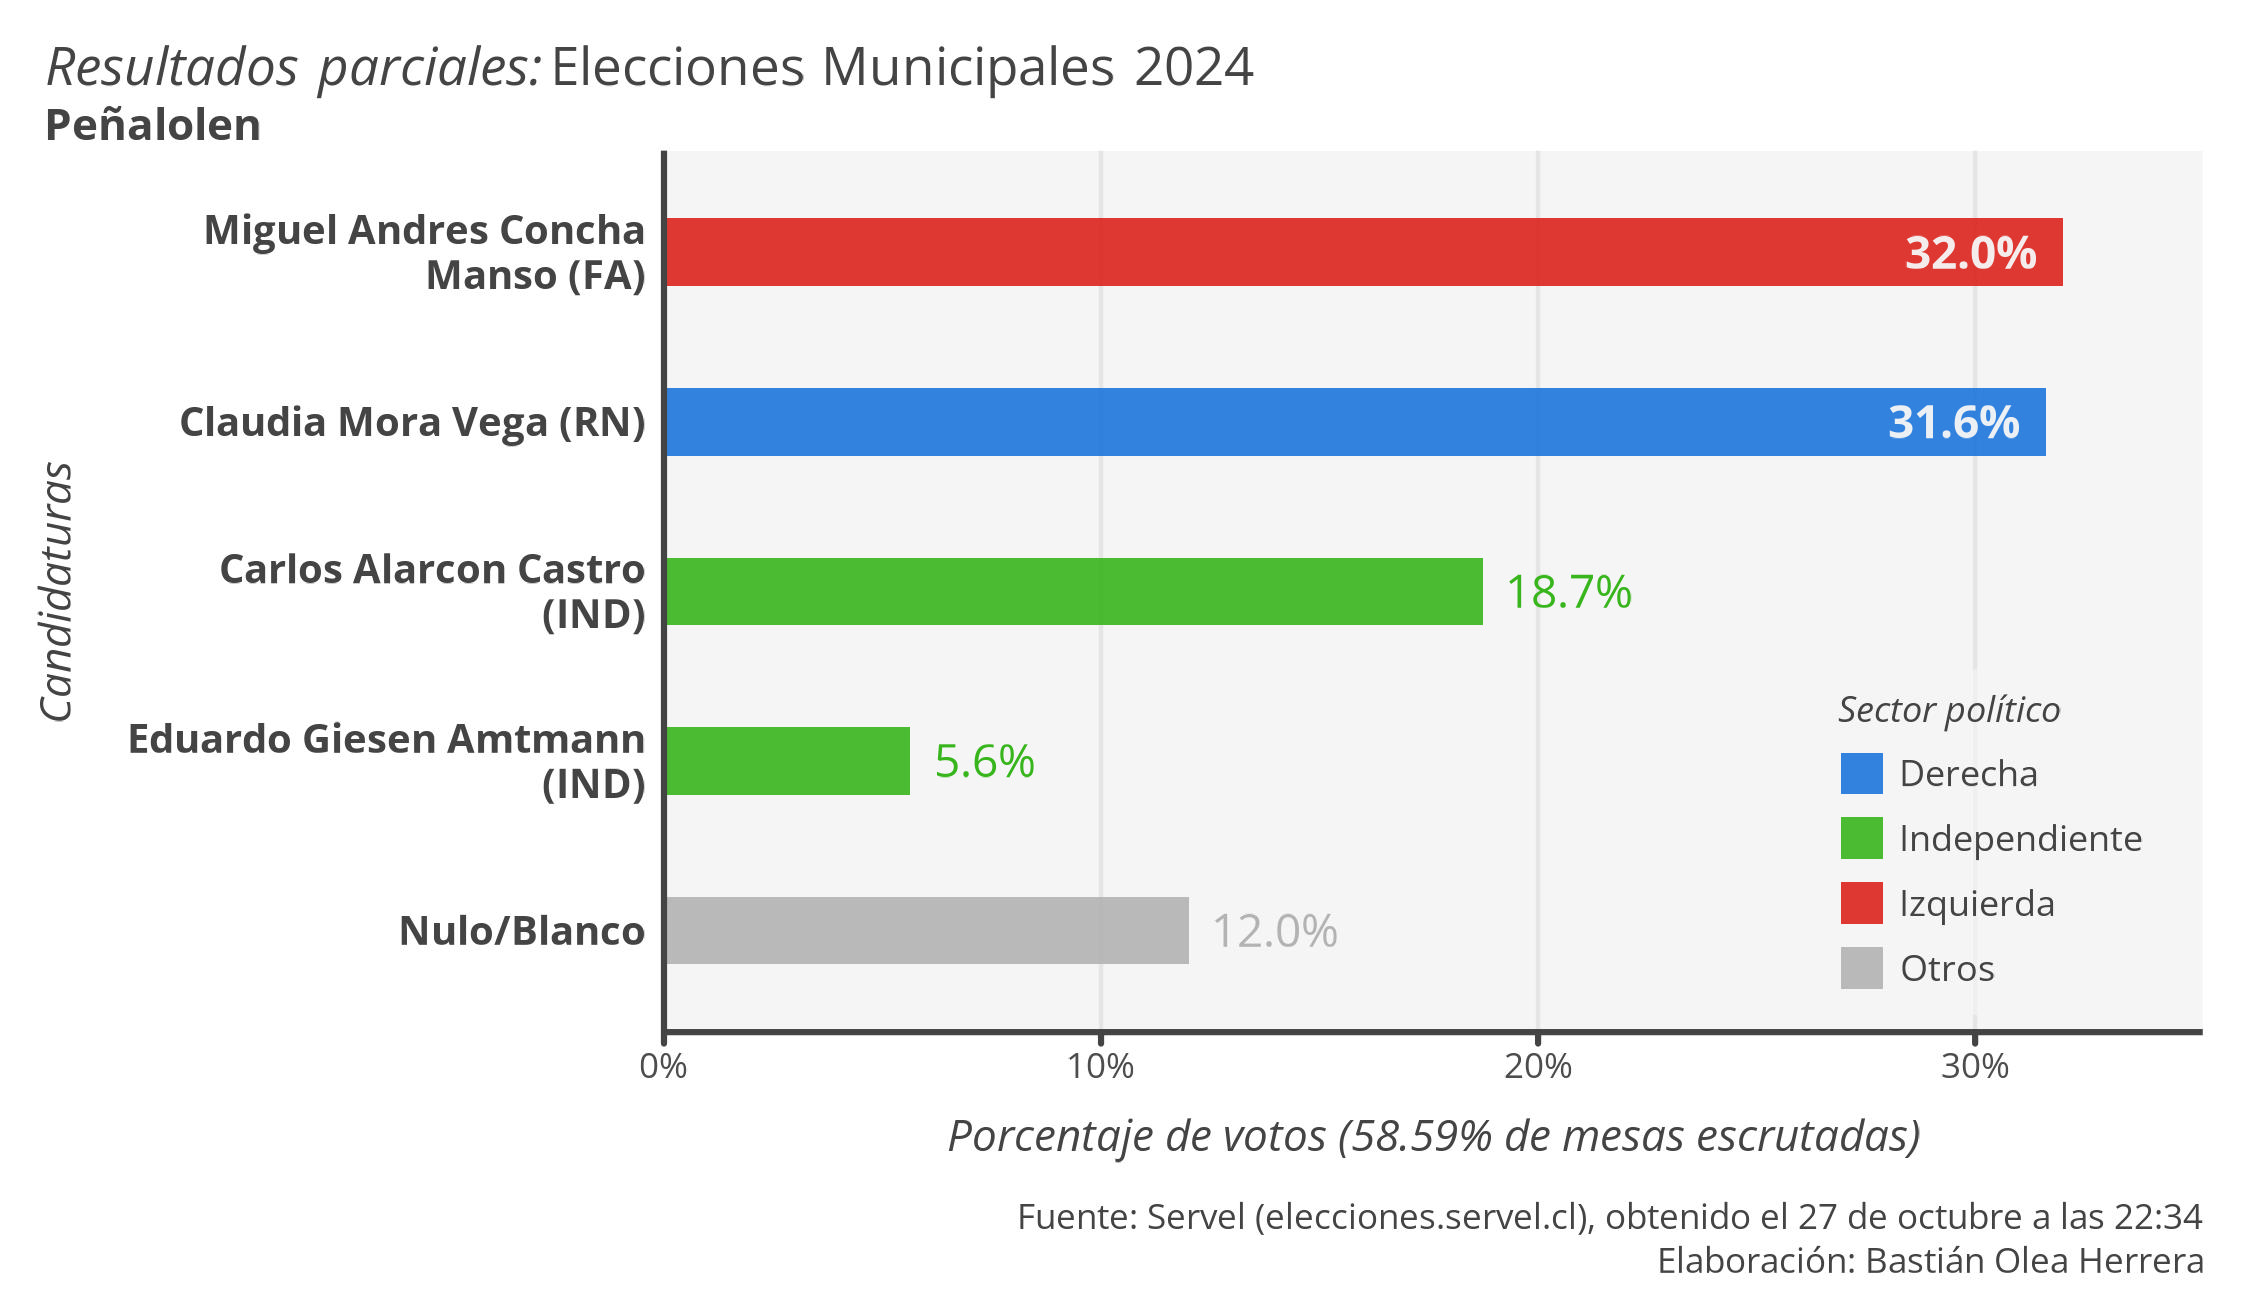 Resultados parciales: Elecciones Municipales 2024
Peñalolen
Candidaturas
Miguel Andres Concha
Manso (FA)
32.0%
Claudia Mora Vega (RN)
31.6%
Carlos Alarcon Castro
(IND)
18.7%
Eduardo Giesen Amtmann
(IND)
5.6%
Nulo/Blanco
12.0%
Sector político
Derecha
Independiente
Izquierda
Otros
0%
10%
20%
30%
Porcentaje de votos (58.59% de mesas escrutadas)
Fuente: Servel (elecciones.servel.cl), obtenido el 27 de octubre a las 22:34
Elaboración: Bastián Olea Herrera